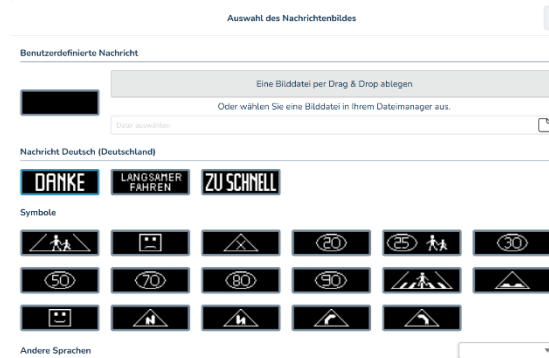 Auswahl des Nachrichtenbildes
Benutzerdefinierte Nachricht
Eine Bilddatei per Drag & Drop ablegen
Oder wählen Sie eine Bilddatei in Ihrem Dateimanager aus.
Datei auswählen
Nachricht Deutsch (Deutschland)
DANKE LANGSAMER FAHREN ZU SCHNELL
Symbole
20 25 30
50 70 80 90
Andere Sprachen